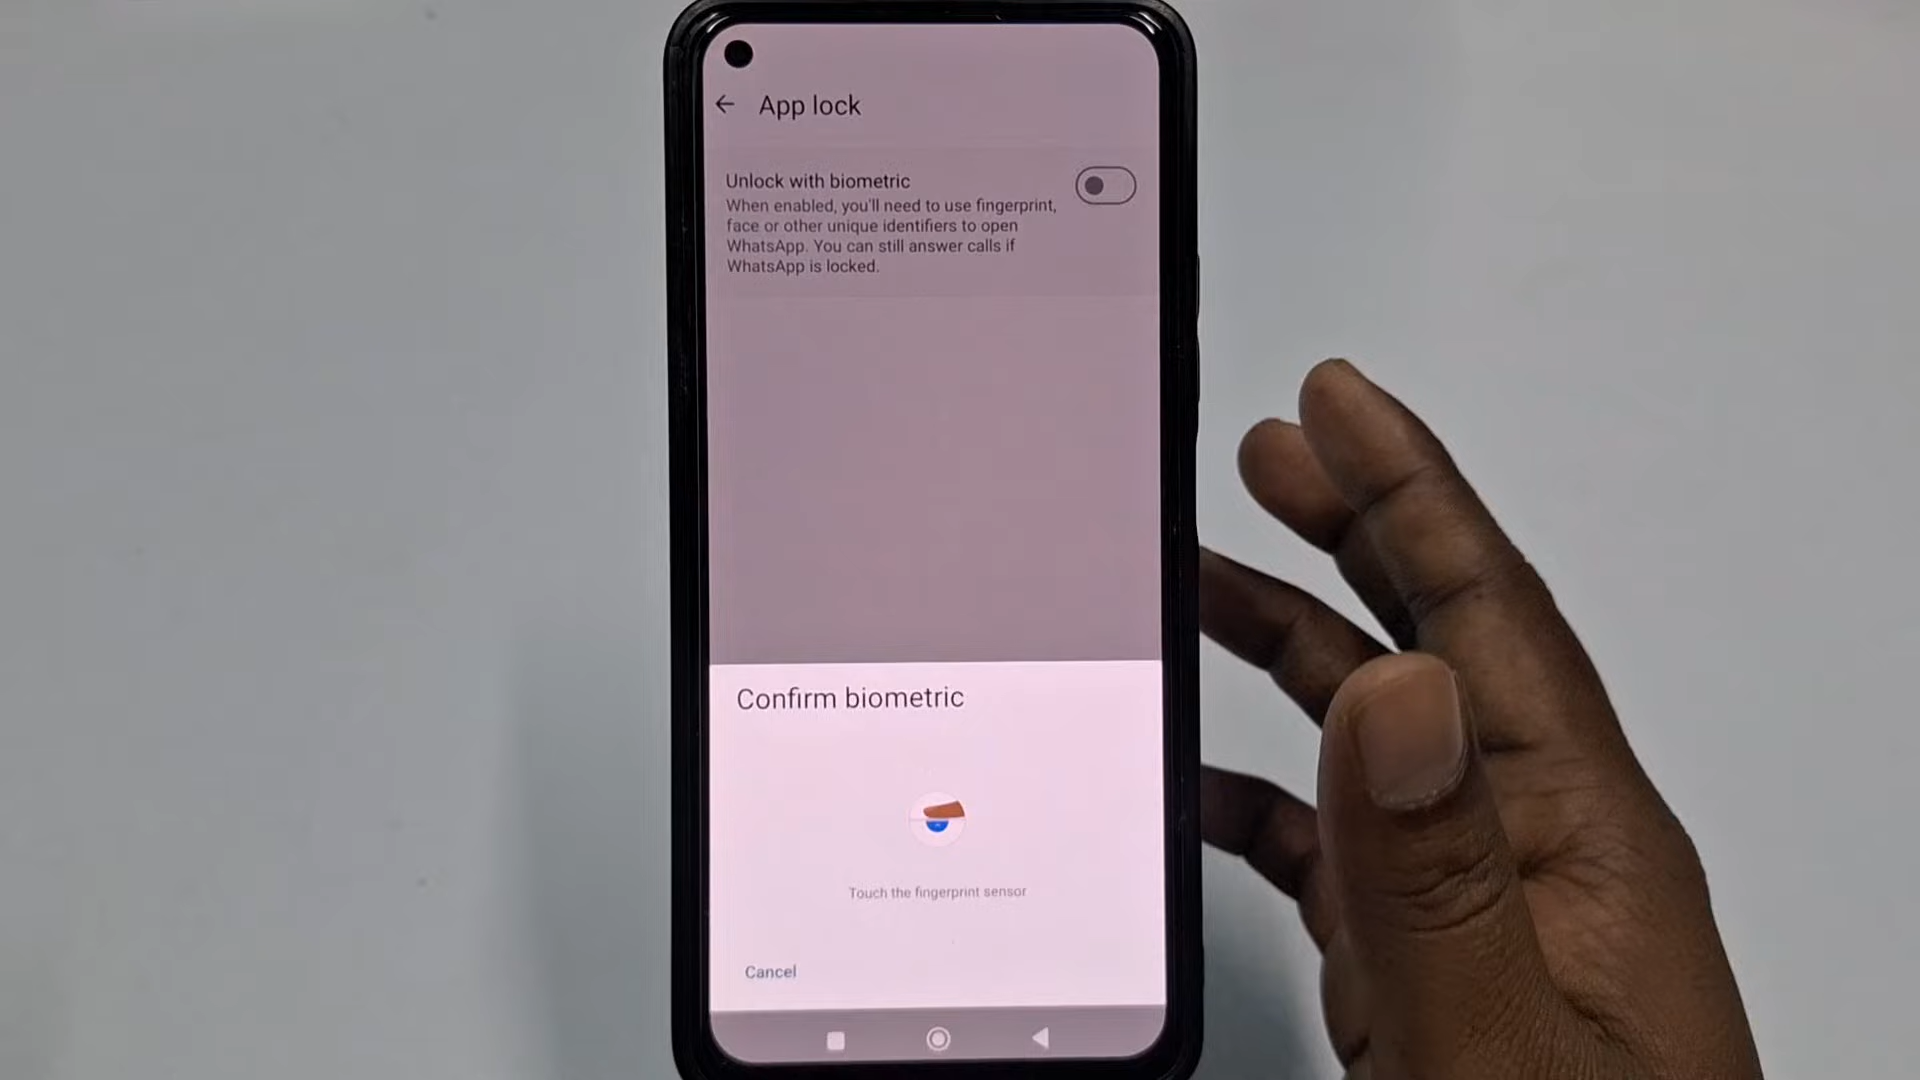 App lock
Unlock with biometric
When enabled, you'll need to use fingerprint,
face or other unique identifiers to open
WhatsApp. You can still answer calls if
WhatsApp is locked.
Confirm biometric
Touch the fingerprint sensor
Cancel